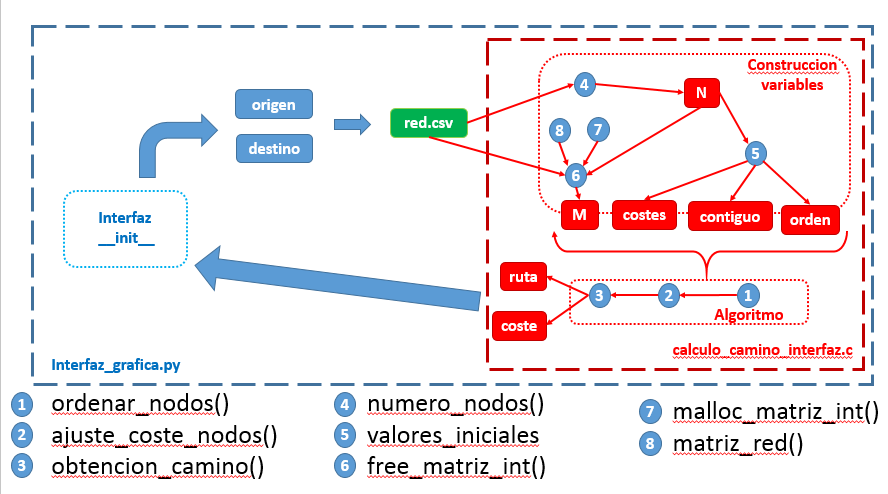 Construccion
variables
4
N
origen
red.csv
8
7
destino
5
6
M
costes
contiguo
orden
Interfaz
__init__
ruta
3
2
1
coste
Algoritmo
Interfaz_grafica.py
calculo_camino_interfaz.c
1 ordenar_nodos()
2 ajuste_coste_nodos()
3 obtencion_camino()
4 numero_nodos()
5 valores_iniciales
6 free_matriz_int()
7 malloc_matriz_int()
8 matriz_red()